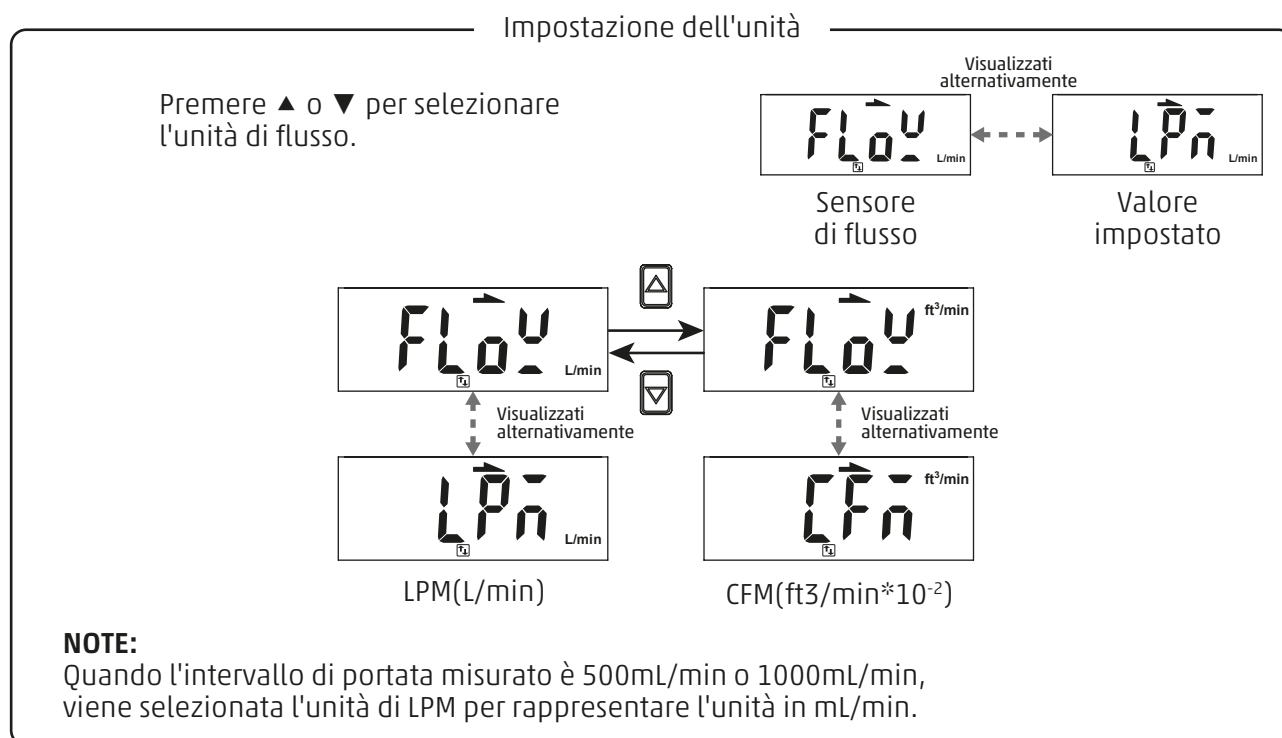 Impostazione dell'unità
Premere ▲ o ▼ per selezionare
l'unità di flusso.
Visualizzati
alternativamente
FLoW
L/min
LPM
L/min
Sensore
di flusso
Valore
impostato
FLoW
L/min
FLoW
ft³/min
Visualizzati
alternativamente
Visualizzati
alternativamente
LPM
L/min
CFM
ft³/min
LPM(L/min)
CFM(ft3/min*10⁻²)
NOTE:
Quando l'intervallo di portata misurato è 500mL/min o 1000mL/min,
viene selezionata l'unità di LPM per rappresentare l'unità in mL/min.